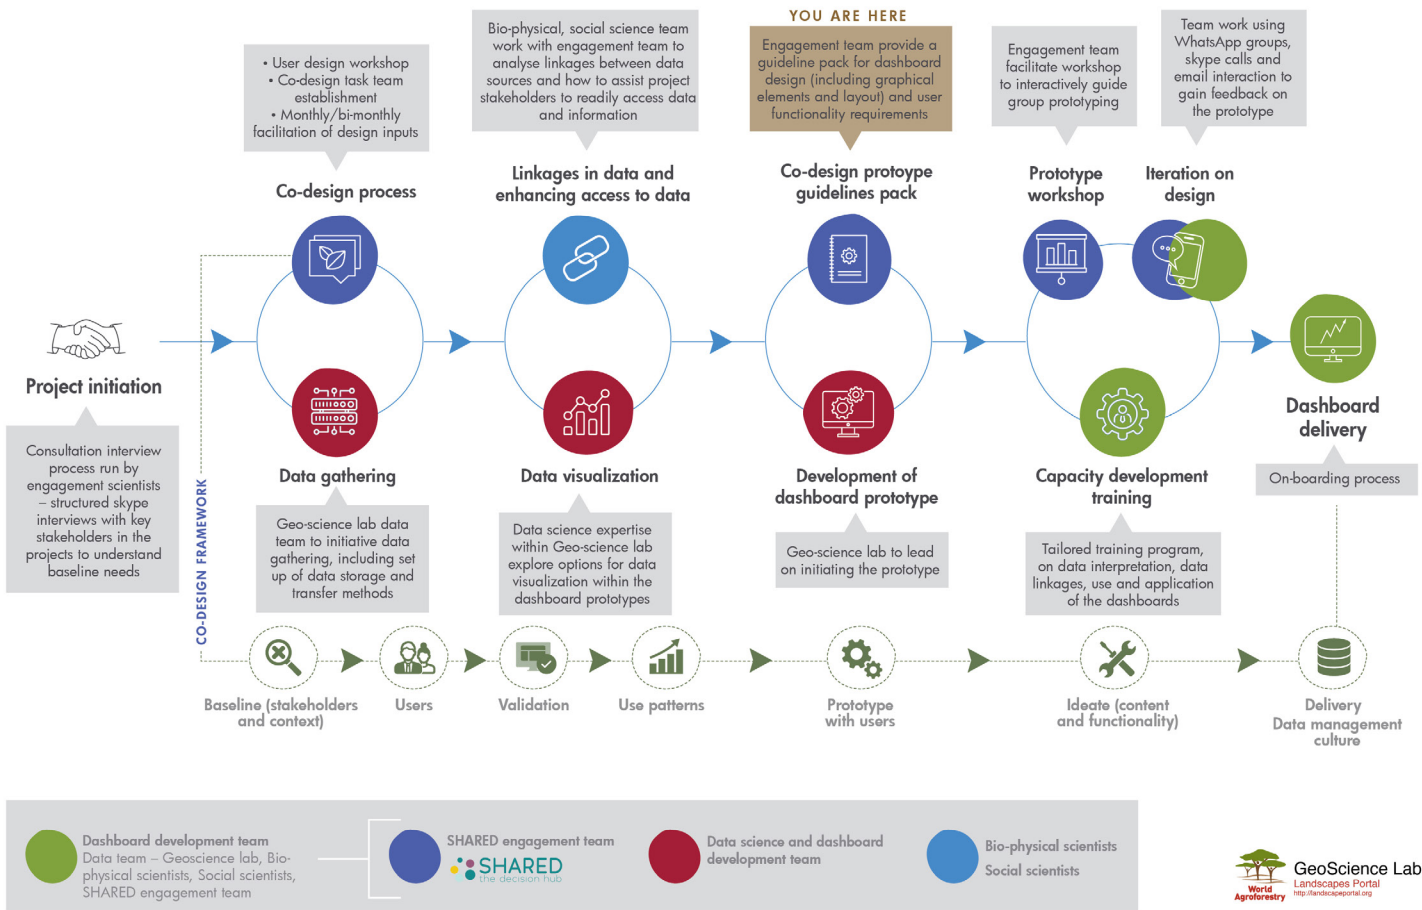 YOU ARE HERE
• User design workshop
• Co-design task team
establishment
• Monthly/bi-monthly
facilitation of design inputs
Bio-physical, social science team
work with engagement team to
analyse linkages between data
sources and how to assist project
stakeholders to readily access data
and information
Engagement team provide a
guideline pack for dashboard
design (including graphical
elements and layout) and user
functionality requirements
Engagement team
facilitate workshop
to interactively guide
group prototyping
Team work using
WhatsApp groups,
skype calls and
email interaction to
gain feedback on
the prototype
Co-design process
Linkages in data and
enhancing access to data
Co-design protoype
guidelines pack
Prototype
workshop
Iteration on
design
Project initiation
Consultation interview
process run by
engagement scientists
– structured skype
interviews with key
stakeholders in the
projects to understand
baseline needs
Data gathering
Geo-science lab data
team to initiative data
gathering, including set
up of data storage and
transfer methods
Data visualization
Data science expertise
within Geo-science lab
explore options for data
visualization within the
dashboard prototypes
Development of
dashboard prototype
Geo-science lab to lead
on initiating the prototype
Capacity development
training
Tailored training program,
on data interpretation, data
linkages, use and application
of the dashboards
Dashboard
delivery
On-boarding process
CO-DESIGN FRAMEWORK
Baseline (stakeholders
and context)
Users
Validation
Use patterns
Prototype
with users
Ideate (content
and functionality)
Delivery
Data management
culture
Dashboard development team
Data team – Geoscience lab, Bio-
physical scientists, Social scientists,
SHARED engagement team
SHARED engagement team
SHARED
the decision hub
Data science and dashboard
development team
Bio-physical scientists
Social scientists
World
Agroforestry
GeoScience Lab
Landscapes Portal
http://landscapeportal.org